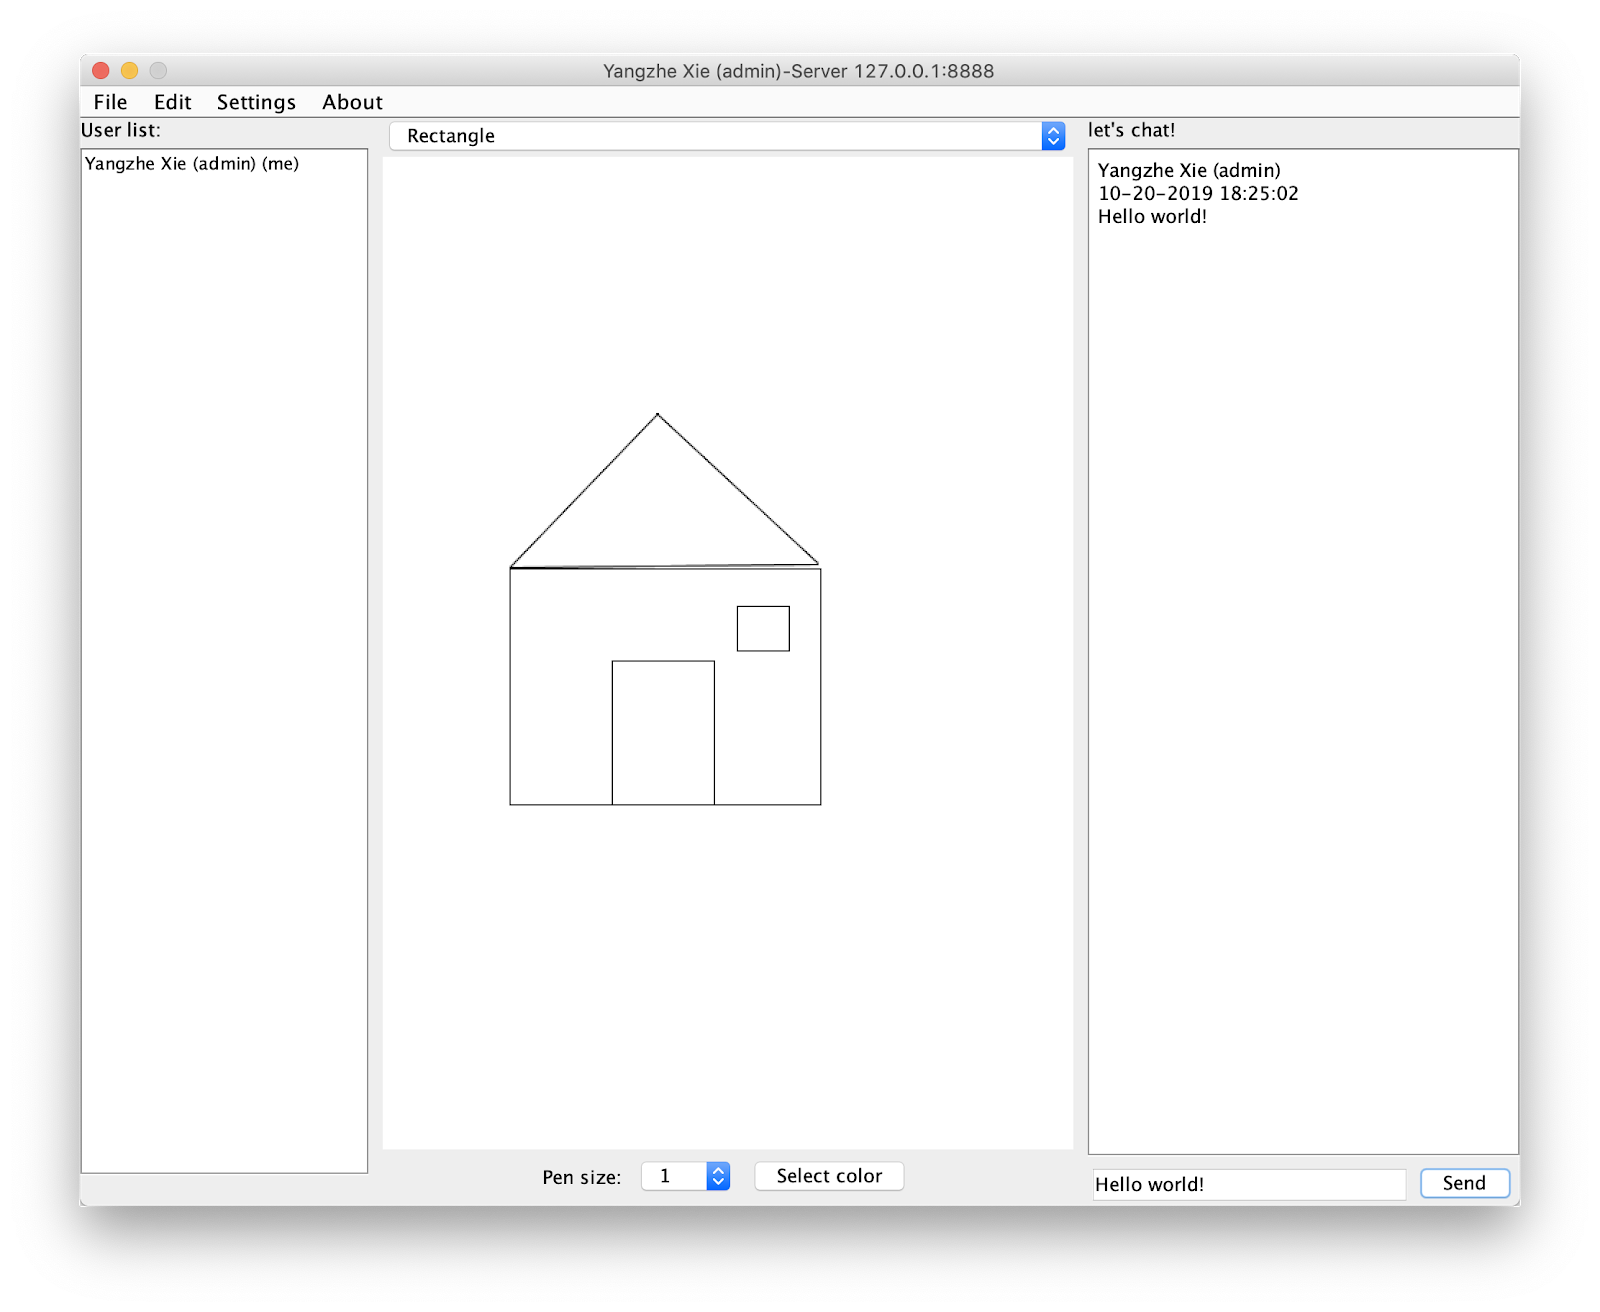 Yangzhe Xie (admin)-Server 127.0.0.1:8888
File Edit Settings About
User list:
Yangzhe Xie (admin) (me)
Rectangle
let's chat!
Yangzhe Xie (admin)
10-20-2019 18:25:02
Hello world!
Pen size: 1 Select color
Hello world! Send